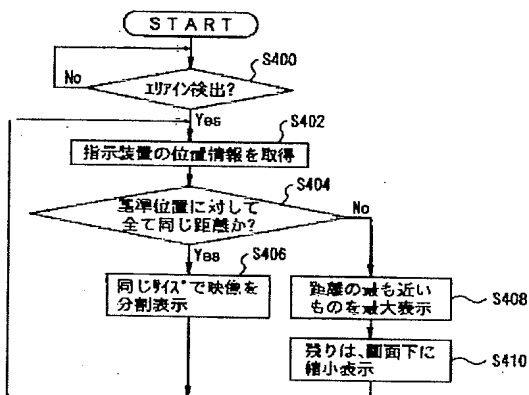 START
S400
No
エリアイン検出?
Yes
S402
指示装置の位置情報を取得
S404
基準位置に対して
全て同じ距離か?
No
Yes
S406
同じサイズで映像を
分割表示
距離の最も近い
ものを最大表示
S408
残りは、画面下に
縮小表示
S410